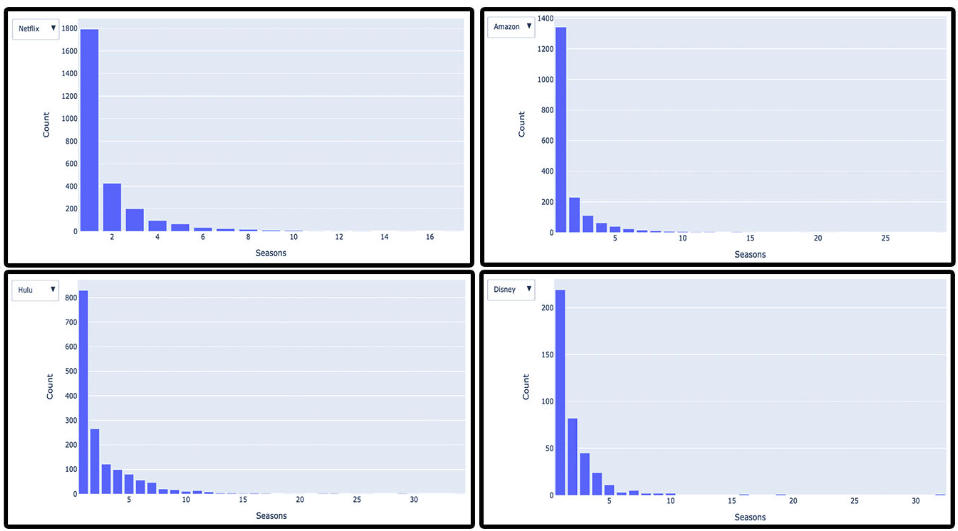 Netflix ▼
1800
1600
1400
1200
1000
800
600
400
200
0
Count
2 4 6 8 10 12 14 16
Seasons
Amazon ▼
1400
1200
1000
800
600
400
200
0
Count
5 10 15 20 25
Seasons
Hulu ▼
800
700
600
500
400
300
200
100
0
Count
5 10 15 20 25 30
Seasons
Disney ▼
200
150
100
50
0
Count
5 10 15 20 25 30
Seasons